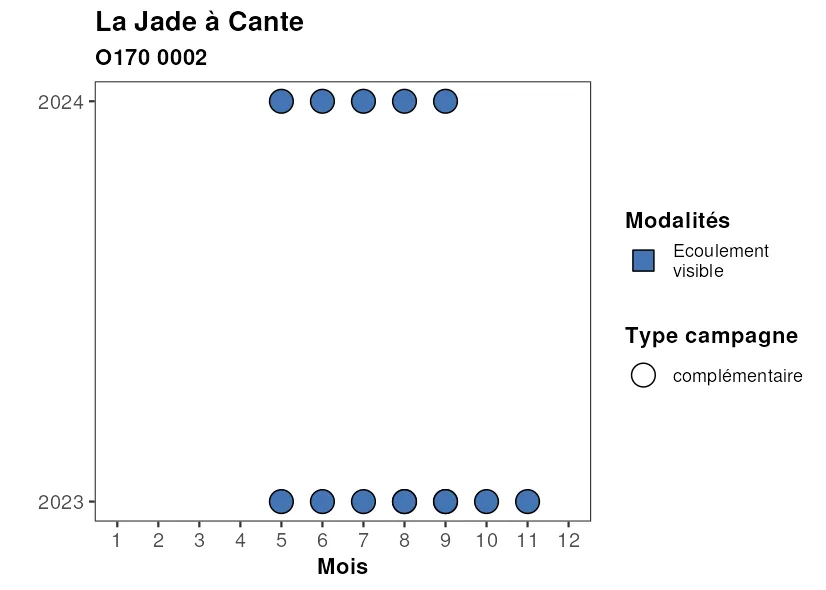 La Jade à Cante
O170 0002
2024
2023
1 2 3 4 5 6 7 8 9 10 11 12
Mois
Modalités
Ecoulement
visible
Type campagne
complémentaire